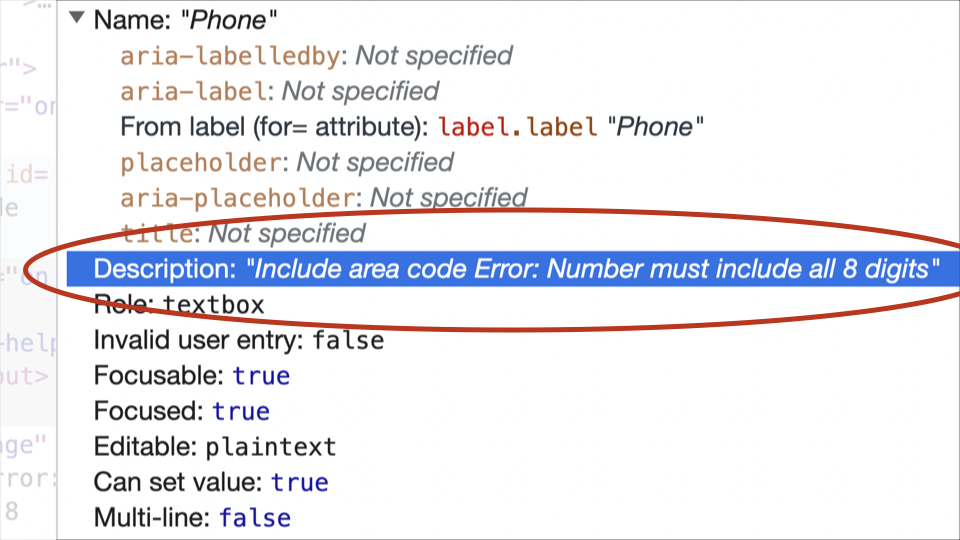 ▼ Name: "Phone"
aria-labelledby: Not specified
r">
aria-label: Not specified
="or
From label (for= attribute): label.label "Phone"
placeholder: Not specified
id=
aria-placeholder: Not specified
de
title: Not specified
Description: "Include area code Error: Number must include all 8 digits"
="on
Role: textbox
Invalid user entry: false
-help
Focusable: true
put>
Focused: true
Editable: plaintext
age"
Can set value: true
rror:
Multi-line: false
8